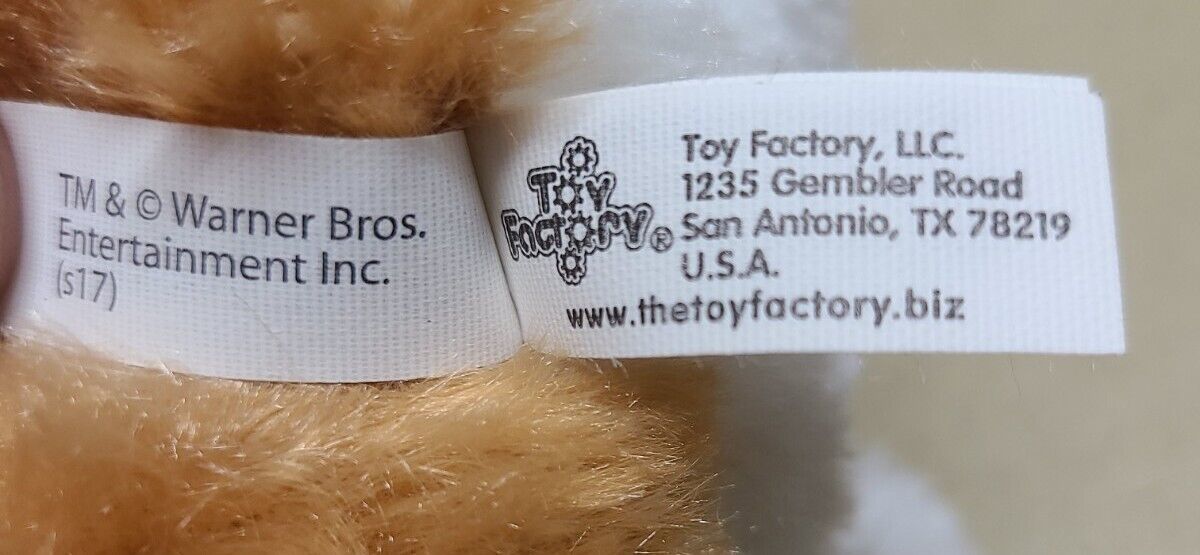 TM & © Warner Bros.
Entertainment Inc.
(s17)
TOY
FACTORY®
Toy Factory, LLC.
1235 Gembler Road
San Antonio, TX 78219
U.S.A.
www.thetoyfactory.biz